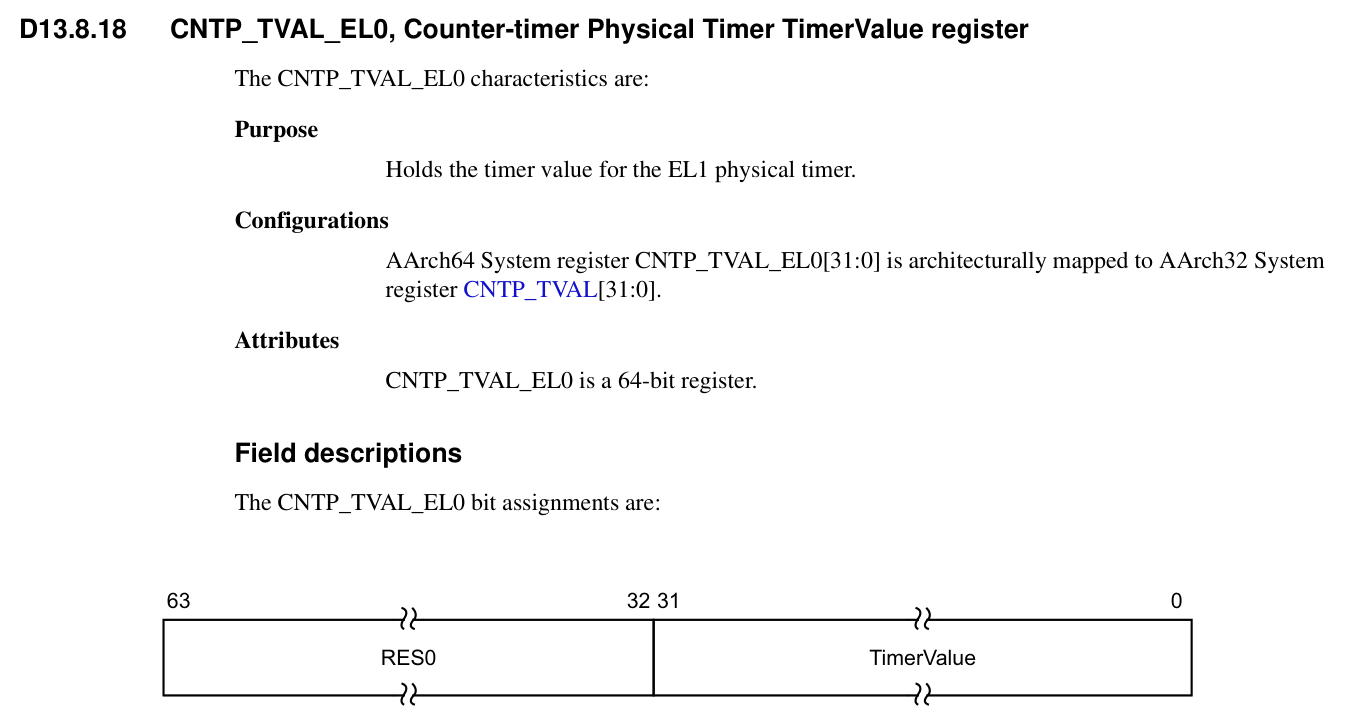 D13.8.18 CNTP_TVAL_EL0, Counter-timer Physical Timer TimerValue register
The CNTP_TVAL_EL0 characteristics are:
Purpose
Holds the timer value for the EL1 physical timer.
Configurations
AArch64 System register CNTP_TVAL_EL0[31:0] is architecturally mapped to AArch32 System
register CNTP_TVAL[31:0].
Attributes
CNTP_TVAL_EL0 is a 64-bit register.
Field descriptions
The CNTP_TVAL_EL0 bit assignments are:
63 32 31 0
RES0 TimerValue